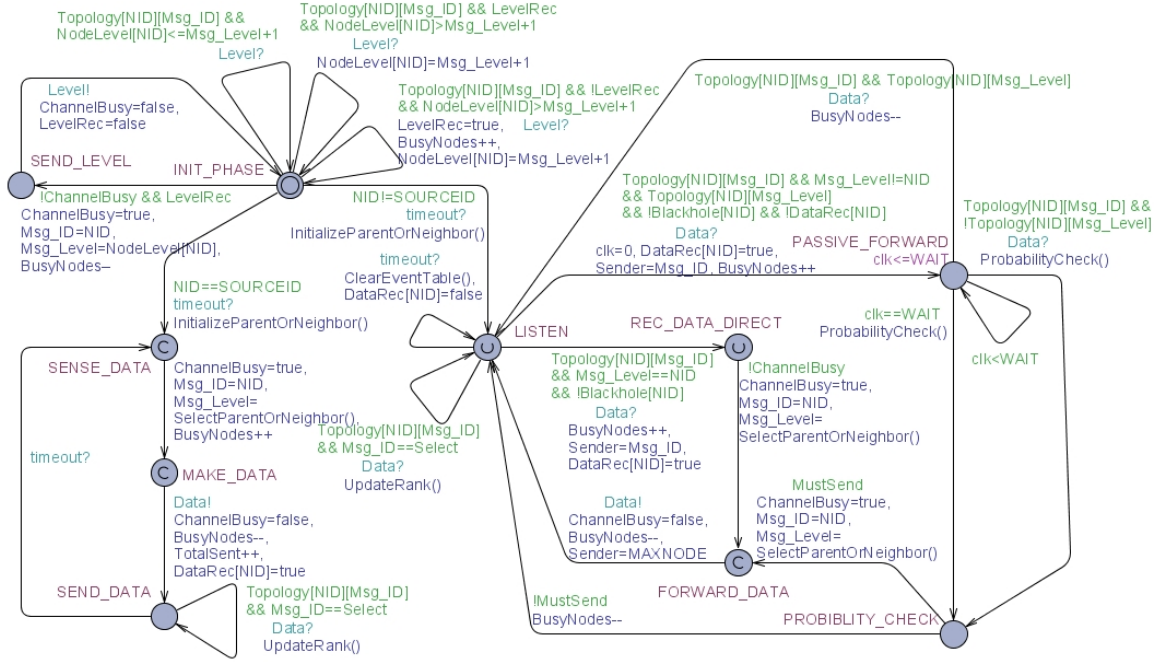 Topology[NID][Msg_ID] &&
NodeLevel[NID]<=Msg_Level+1
Level?
Topology[NID][Msg_ID] && LevelRec
&& NodeLevel[NID]>Msg_Level+1
Level?
NodeLevel[NID]=Msg_Level+1
Topology[NID][Msg_ID] && !LevelRec
&& NodeLevel[NID]>Msg_Level+1
LevelRec=true, Level?
BusyNodes++,
NodeLevel[NID]=Msg_Level+1
Level!
ChannelBusy=false,
LevelRec=false
SEND_LEVEL
INIT_PHASE
!ChannelBusy && LevelRec
ChannelBusy=true,
Msg_ID=NID,
Msg_Level=NodeLevel[NID],
BusyNodes--
NID!=SOURCEID
timeout?
InitializeParentOrNeighbor()
timeout?
ClearEventTable(),
DataRec[NID]=false
NID==SOURCEID
timeout?
InitializeParentOrNeighbor()
SENSE_DATA
ChannelBusy=true,
Msg_ID=NID,
Msg_Level=
SelectParentOrNeighbor(),
BusyNodes++
timeout?
MAKE_DATA
Data!
ChannelBusy=false,
BusyNodes--,
TotalSent++,
DataRec[NID]=true
SEND_DATA
Topology[NID][Msg_ID]
&& Msg_ID==Select
Data?
UpdateRank()
LISTEN
Topology[NID][Msg_ID]
&& Msg_ID==Select
Data?
UpdateRank()
Topology[NID][Msg_ID] && Topology[NID][Msg_Level]
Data?
BusyNodes--
Topology[NID][Msg_ID] && Msg_Level!=NID
&& Topology[NID][Msg_Level]
&& !Blackhole[NID] && !DataRec[NID]
Data?
clk=0, DataRec[NID]=true,
Sender=Msg_ID, BusyNodes++
PASSIVE_FORWARD
clk<=WAIT
Topology[NID][Msg_ID] &&
!Topology[NID][Msg_Level]
Data?
ProbabilityCheck()
clk==WAIT
ProbabilityCheck()
clk<WAIT
REC_DATA_DIRECT
Topology[NID][Msg_ID]
&& Msg_Level==NID
&& !Blackhole[NID]
Data?
BusyNodes++,
Sender=Msg_ID,
DataRec[NID]=true
!ChannelBusy
ChannelBusy=true,
Msg_ID=NID,
Msg_Level=
SelectParentOrNeighbor()
Data!
ChannelBusy=false,
BusyNodes--,
Sender=MAXNODE
MustSend
ChannelBusy=true,
Msg_ID=NID,
Msg_Level=
SelectParentOrNeighbor()
FORWARD_DATA
!MustSend
BusyNodes--
PROBIBLITY_CHECK
C
C
U
U
C